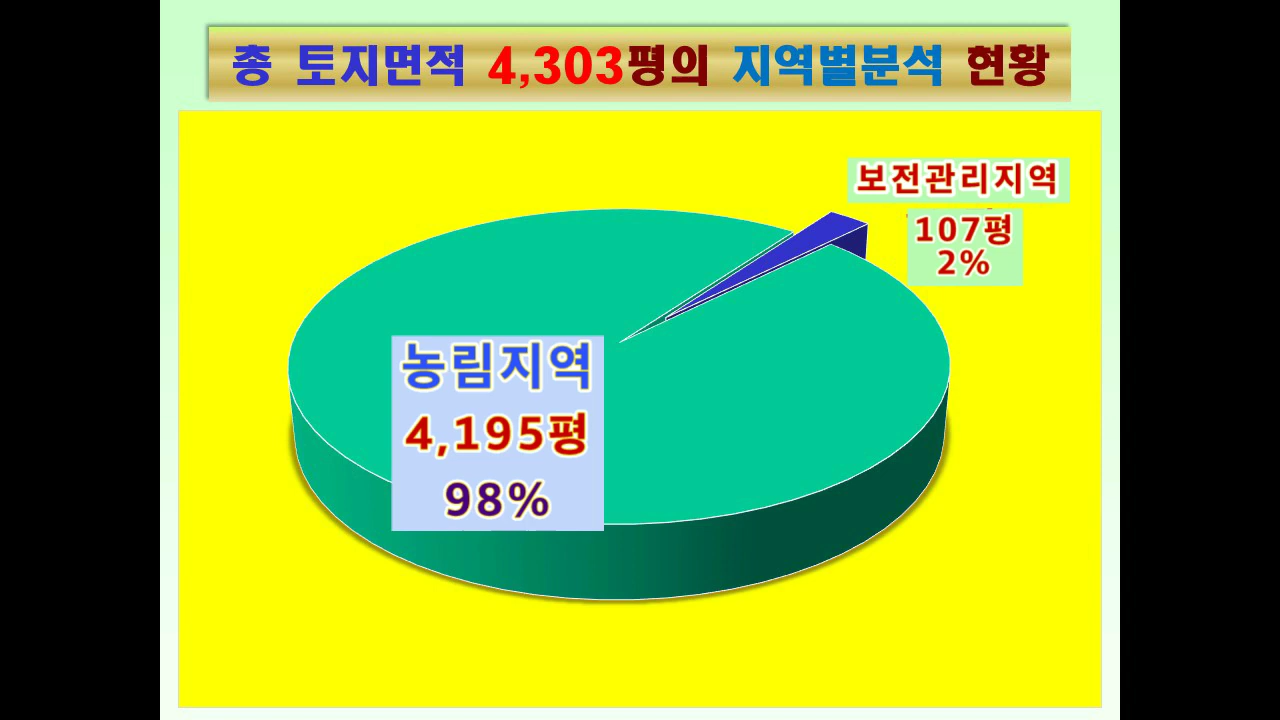 총 토지면적 4,303평의 지역별분석 현황
보전관리지역
107평
2%
농림지역
4,195평
98%